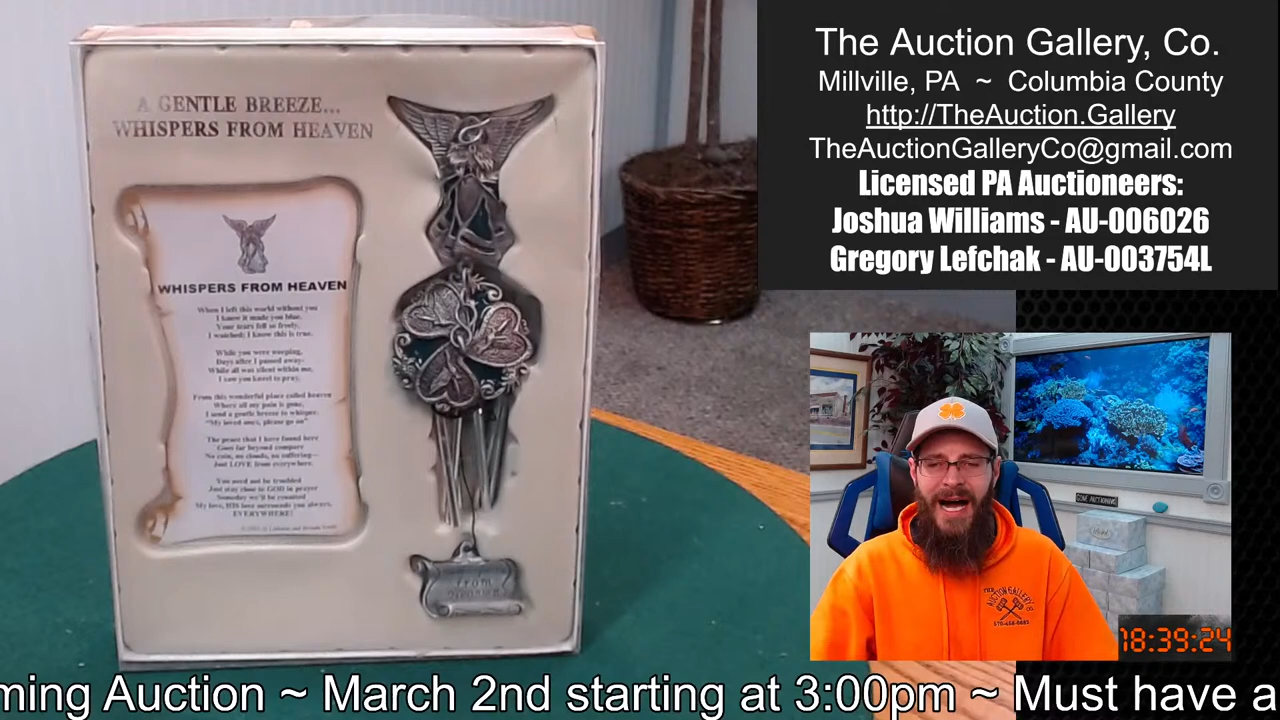 The Auction Gallery, Co.
Millville, PA ~ Columbia County
http://TheAuction.Gallery
TheAuctionGalleryCo@gmail.com
Licensed PA Auctioneers:
Joshua Williams - AU-006026
Gregory Lefchak - AU-003754L
A GENTLE BREEZE...
WHISPERS FROM HEAVEN
WHISPERS FROM HEAVEN
When I left this world without you
I knew it made you blue,
Your tears fell so freely,
I watched; I know this is true.
While you were weeping,
Days after I passed away-
While all was silent within me,
I saw you kneel to pray.
From this wonderful place called heaven
Where all my pain is gone,
I send a gentle breeze to whisper,
"My loved ones, please go on"
The peace that I have found here
Goes far beyond compare
No rain, no clouds, no suffering—
Just LOVE from everywhere.
You need not be troubled
Just stay close to GOD in prayer
Someday we'll be reunited
My love, HIS love surrounds you always,
EVERYWHERE!
from
GONE AUCTIONING
THE
AUCTION GALLERY
CO
18:39:24
ming Auction ~ March 2nd starting at 3:00pm ~ Must have a